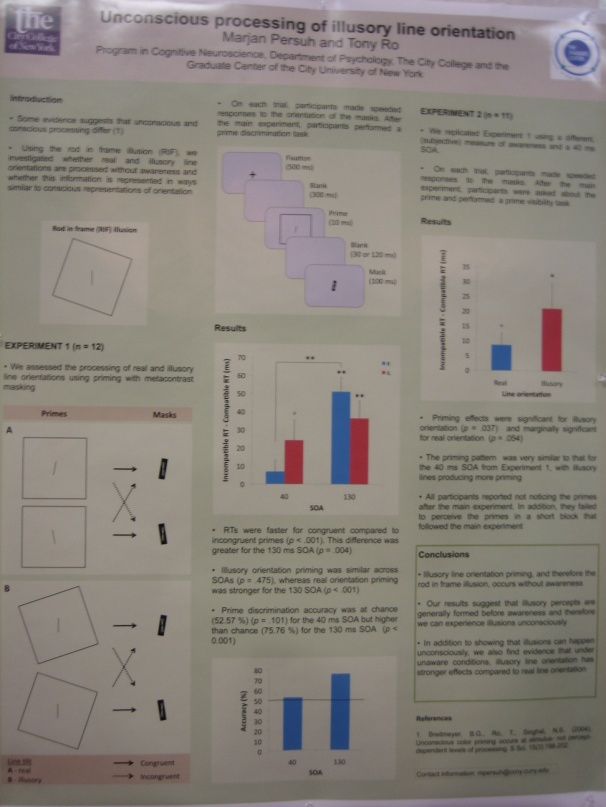 the
City College
of New York
Unconscious processing of illusory line orientation
Marjan Persuh and Tony Ro
Program in Cognitive Neuroscience, Department of Psychology, The City College and the
Graduate Center of the City University of New York
Introduction
• Some evidence suggests that unconscious and
conscious processing differ (1)
• Using the rod in frame illusion (RIF), we
investigated whether real and illusory line
orientations are processed without awareness and
whether this information is represented in ways
similar to conscious representations of orientation
Rod in frame (RIF) illusion
EXPERIMENT 1 (n = 12)
• We assessed the processing of real and illusory
line orientations using priming with metacontrast
masking
Primes Masks
A
B
Line tilt
A - real
B - illusory
Congruent
Incongruent
• On each trial, participants made speeded
responses to the orientation of the masks. After
the main experiment, participants performed a
prime discrimination task
Fixation
(500 ms)
Blank
(300 ms)
Prime
(10 ms)
Blank
(30 or 120 ms)
Mask
(100 ms)
Results
Incompatible RT - Compatible RT (ms)
70
60
50
40
30
20
10
0
**
*
**
**
40 130
SOA
• RTs were faster for congruent compared to
incongruent primes (p < .001). This difference was
greater for the 130 ms SOA (p = .004)
• Illusory orientation priming was similar across
SOAs (p = .475), whereas real orientation priming
was stronger for the 130 SOA (p < .001)
• Prime discrimination accuracy was at chance
(52.57 %) (p = .101) for the 40 ms SOA but higher
than chance (75.76 %) for the 130 ms SOA (p <
0.001)
Accuracy (%)
80
70
60
50
40
30
20
10
0
40 130
SOA
EXPERIMENT 2 (n = 11)
• We replicated Experiment 1 using a different,
(subjective) measure of awareness and a 40 ms
SOA.
• On each trial, participants made speeded
responses to the masks. After the main
experiment, participants were asked about the
prime and performed a prime visibility task
Results
Incompatible RT - Compatible RT (ms)
35
30
25
20
15
10
5
0
*
*
Real Illusory
Line orientation
• Priming effects were significant for illusory
orientation (p = .037) and marginally significant
for real orientation (p = .054)
• The priming pattern was very similar to that for
the 40 ms SOA from Experiment 1, with illusory
lines producing more priming
• All participants reported not noticing the primes
after the main experiment. In addition, they failed
to perceive the primes in a short block that
followed the main experiment
Conclusions
• Illusory line orientation priming, and therefore the
rod in frame illusion, occurs without awareness
• Our results suggest that illusory percepts are
generally formed before awareness and therefore
we can experience illusions unconsciously
• In addition to showing that illusions can happen
unconsciously, we also find evidence that under
unaware conditions, illusory line orientation has
stronger effects compared to real line orientation
References
1. Breitmeyer, B.G., Ro, T., Singhal, N.S. (2004).
Unconscious color priming occurs at stimulus- not percept-
dependent levels of processing.
Contact information: mpersuh@ccny.cuny.edu